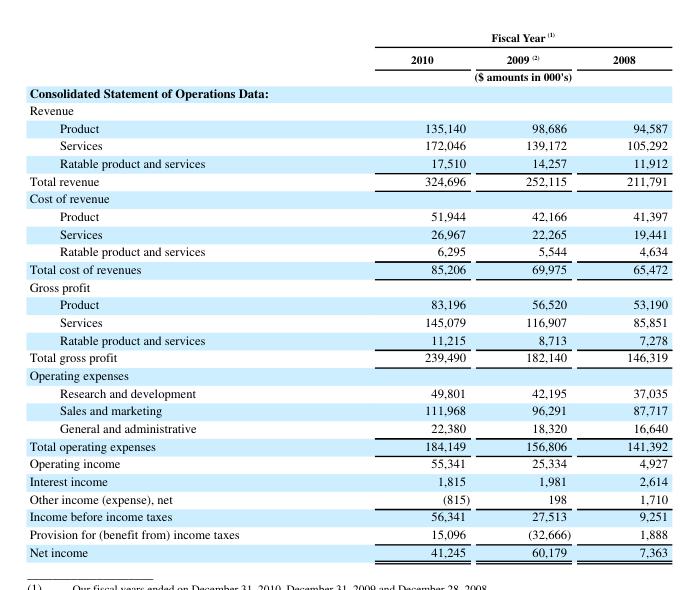 Fiscal Year (1)
2010 2009 (2) 2008
($ amounts in 000's)
Consolidated Statement of Operations Data:
Revenue
Product 135,140 98,686 94,587
Services 172,046 139,172 105,292
Ratable product and services 17,510 14,257 11,912
Total revenue 324,696 252,115 211,791
Cost of revenue
Product 51,944 42,166 41,397
Services 26,967 22,265 19,441
Ratable product and services 6,295 5,544 4,634
Total cost of revenues 85,206 69,975 65,472
Gross profit
Product 83,196 56,520 53,190
Services 145,079 116,907 85,851
Ratable product and services 11,215 8,713 7,278
Total gross profit 239,490 182,140 146,319
Operating expenses
Research and development 49,801 42,195 37,035
Sales and marketing 111,968 96,291 87,717
General and administrative 22,380 18,320 16,640
Total operating expenses 184,149 156,806 141,392
Operating income 55,341 25,334 4,927
Interest income 1,815 1,981 2,614
Other income (expense), net (815) 198 1,710
Income before income taxes 56,341 27,513 9,251
Provision for (benefit from) income taxes 15,096 (32,666) 1,888
Net income 41,245 60,179 7,363
(1) Our fiscal years ended on December 31, 2010, December 31, 2009 and December 28, 2008